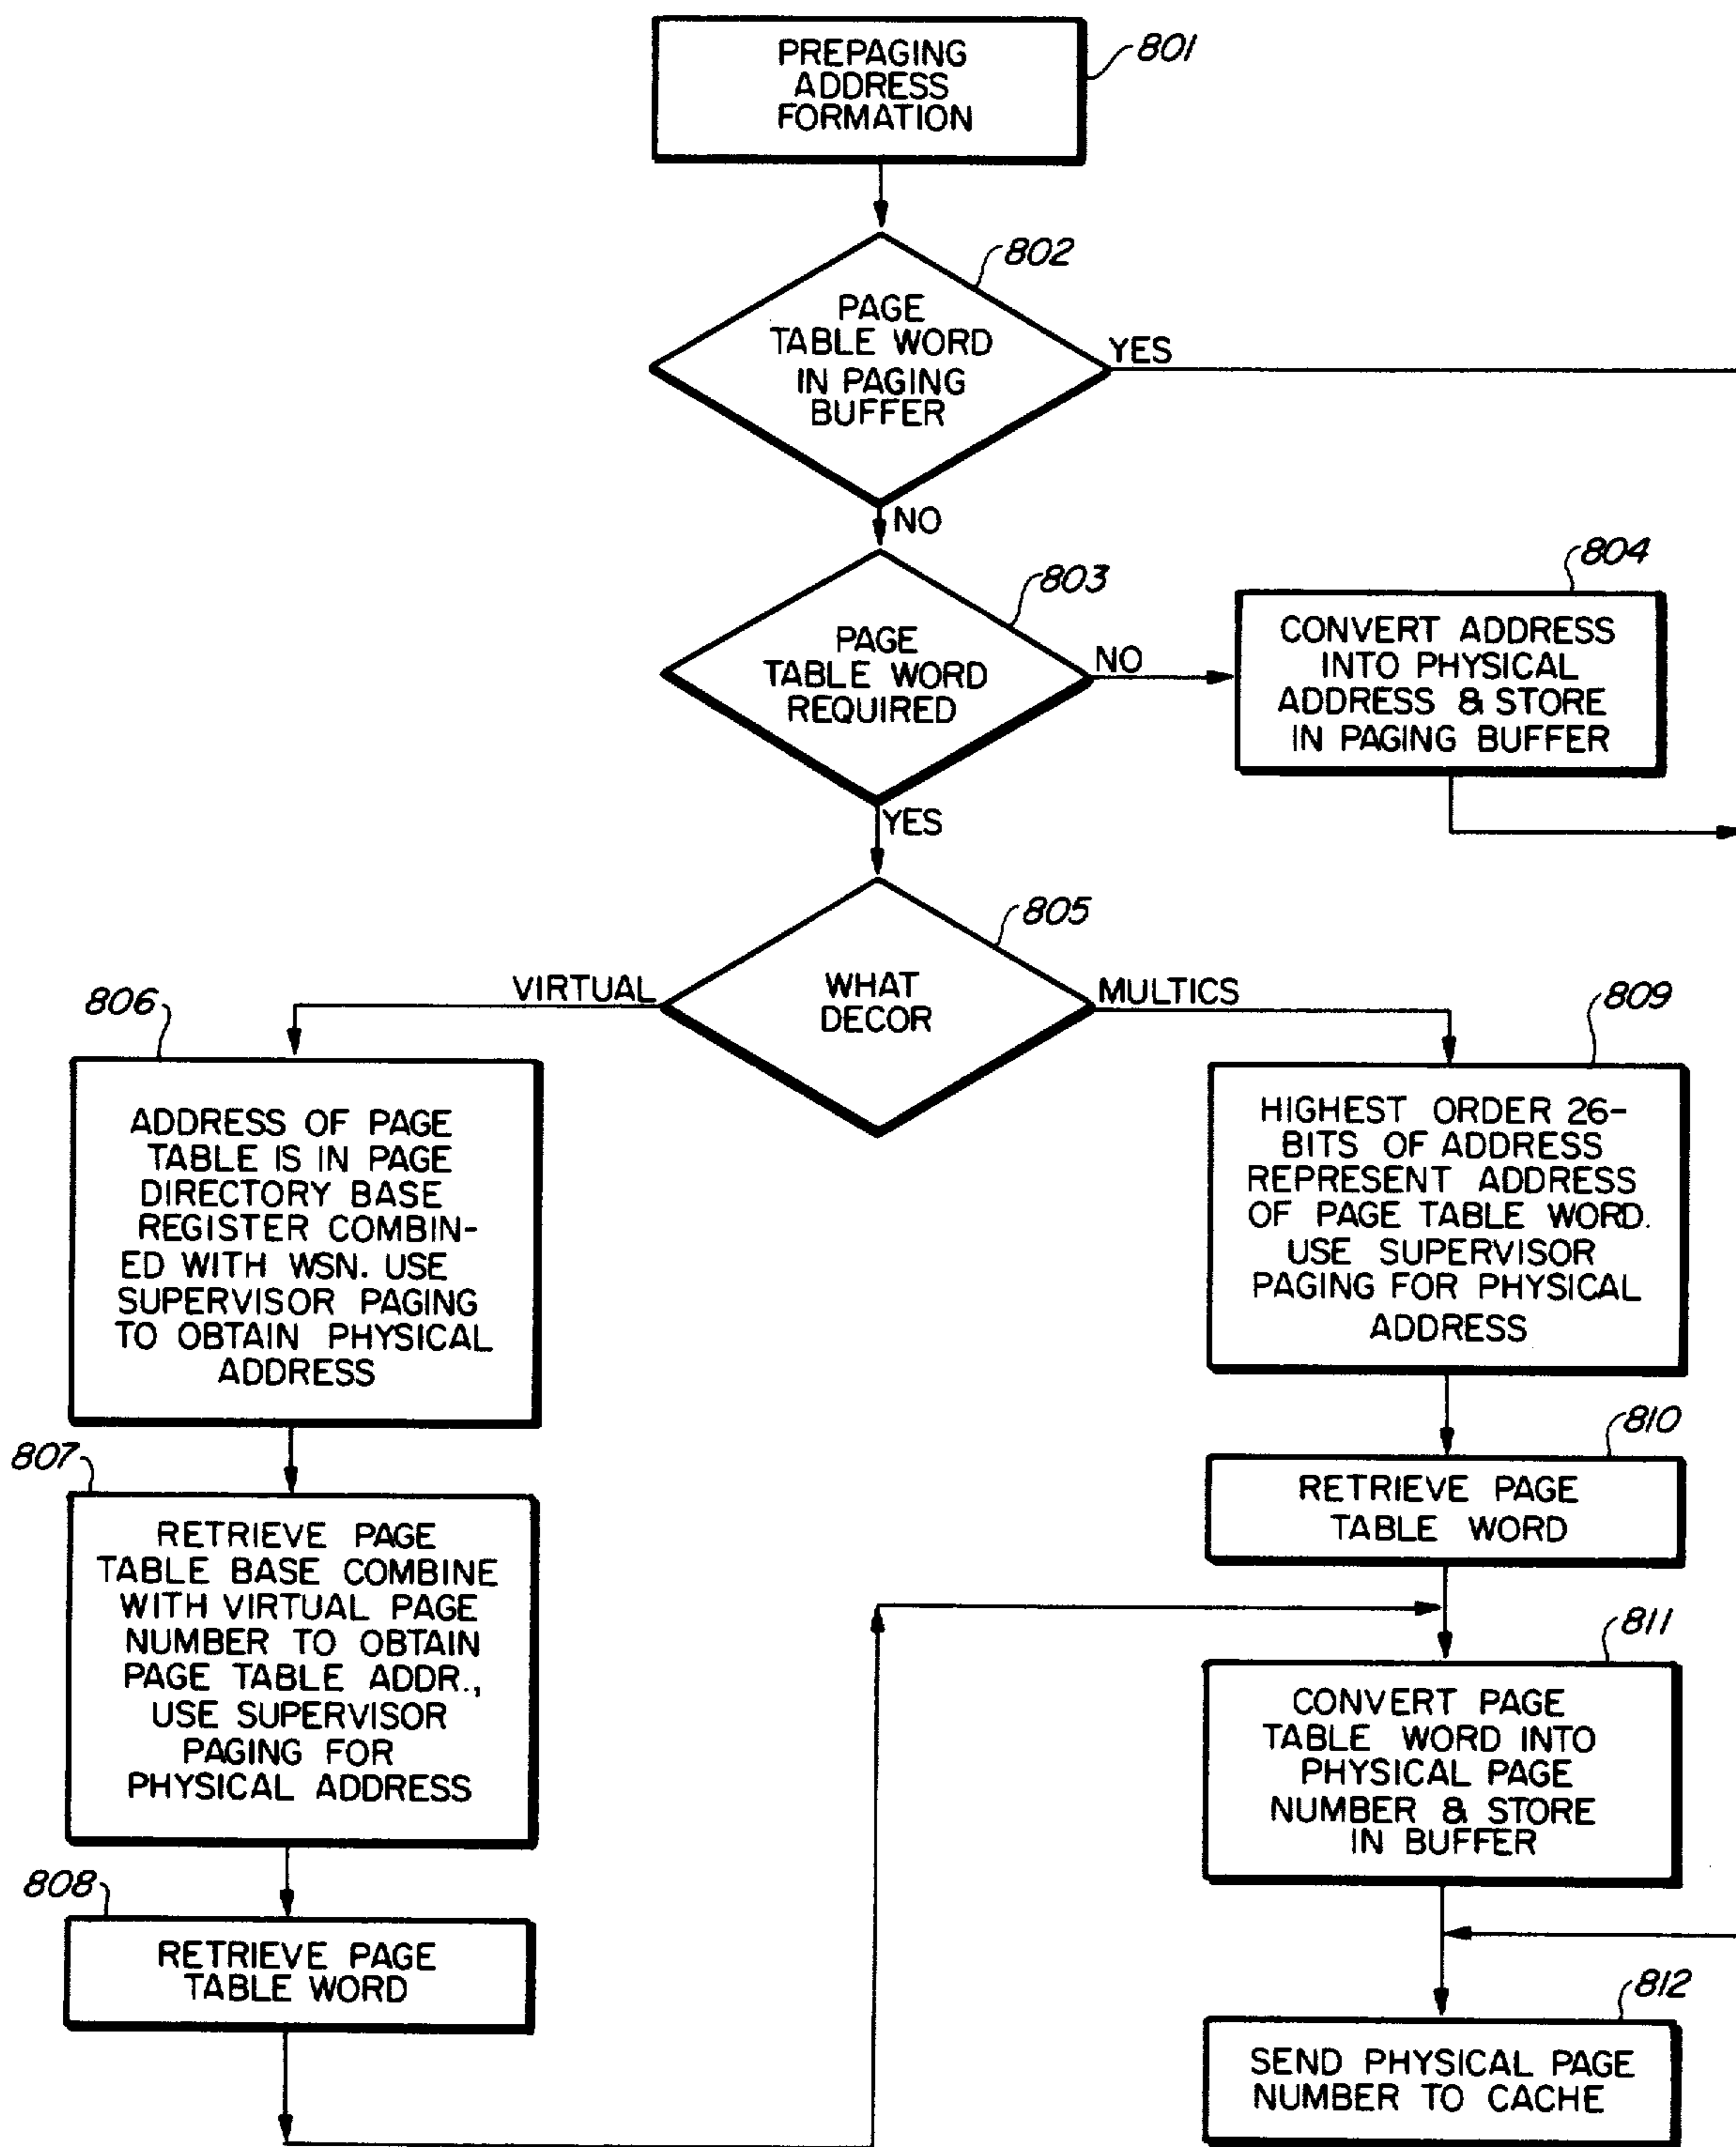 PREPAGING
ADDRESS
FORMATION
801
PAGE
TABLE WORD
IN PAGING
BUFFER
802
YES
NO
PAGE
TABLE WORD
REQUIRED
803
NO
YES
CONVERT ADDRESS
INTO PHYSICAL
ADDRESS & STORE
IN PAGING BUFFER
804
WHAT
DECOR
805
VIRTUAL
MULTICS
806
ADDRESS OF PAGE
TABLE IS IN PAGE
DIRECTORY BASE
REGISTER COMBIN-
ED WITH WSN. USE
SUPERVISOR PAGING
TO OBTAIN PHYSICAL
ADDRESS
807
RETRIEVE PAGE
TABLE BASE COMBINE
WITH VIRTUAL PAGE
NUMBER TO OBTAIN
PAGE TABLE ADDR.,
USE SUPERVISOR
PAGING FOR
PHYSICAL ADDRESS
808
RETRIEVE PAGE
TABLE WORD
809
HIGHEST ORDER 26-
BITS OF ADDRESS
REPRESENT ADDRESS
OF PAGE TABLE WORD.
USE SUPERVISOR
PAGING FOR PHYSICAL
ADDRESS
810
RETRIEVE PAGE
TABLE WORD
811
CONVERT PAGE
TABLE WORD INTO
PHYSICAL PAGE
NUMBER & STORE
IN BUFFER
812
SEND PHYSICAL PAGE
NUMBER TO CACHE